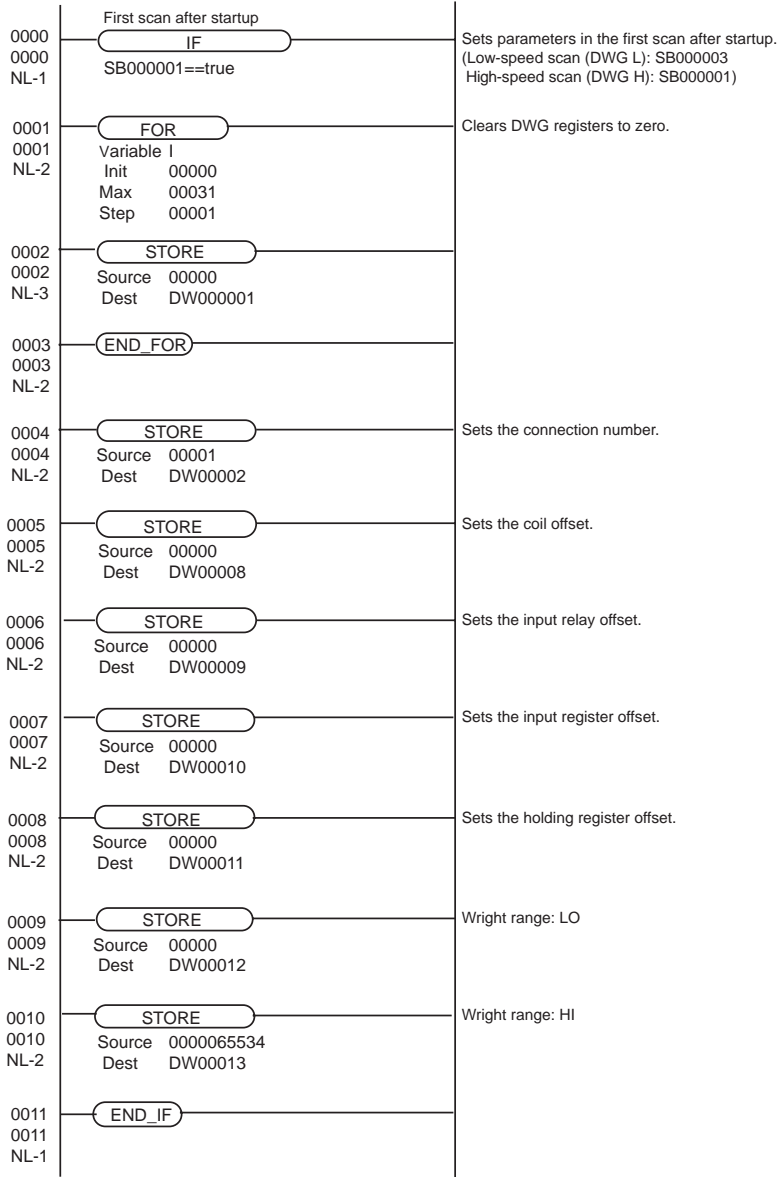 First scan after startup
0000
IF
Sets parameters in the first scan after startup.
0000
(Low-speed scan (DWG L): SB000003
NL-1
SB000001==true
High-speed scan (DWG H): SB000001)
0001
FOR
Clears DWG registers to zero.
0001
Variable I
NL-2
Init 00000
Max 00031
Step 00001
0002
STORE
0002
Source 00000
NL-3
Dest DW000001
0003
END_FOR
0003
NL-2
0004
STORE
Sets the connection number.
0004
Source 00001
NL-2
Dest DW00002
0005
STORE
Sets the coil offset.
0005
Source 00000
NL-2
Dest DW00008
0006
STORE
Sets the input relay offset.
0006
Source 00000
NL-2
Dest DW00009
0007
STORE
Sets the input register offset.
0007
Source 00000
NL-2
Dest DW00010
0008
STORE
Sets the holding register offset.
0008
Source 00000
NL-2
Dest DW00011
0009
STORE
Wright range: LO
0009
Source 00000
NL-2
Dest DW00012
0010
STORE
Wright range: HI
0010
Source 0000065534
NL-2
Dest DW00013
0011
END_IF
0011
NL-1